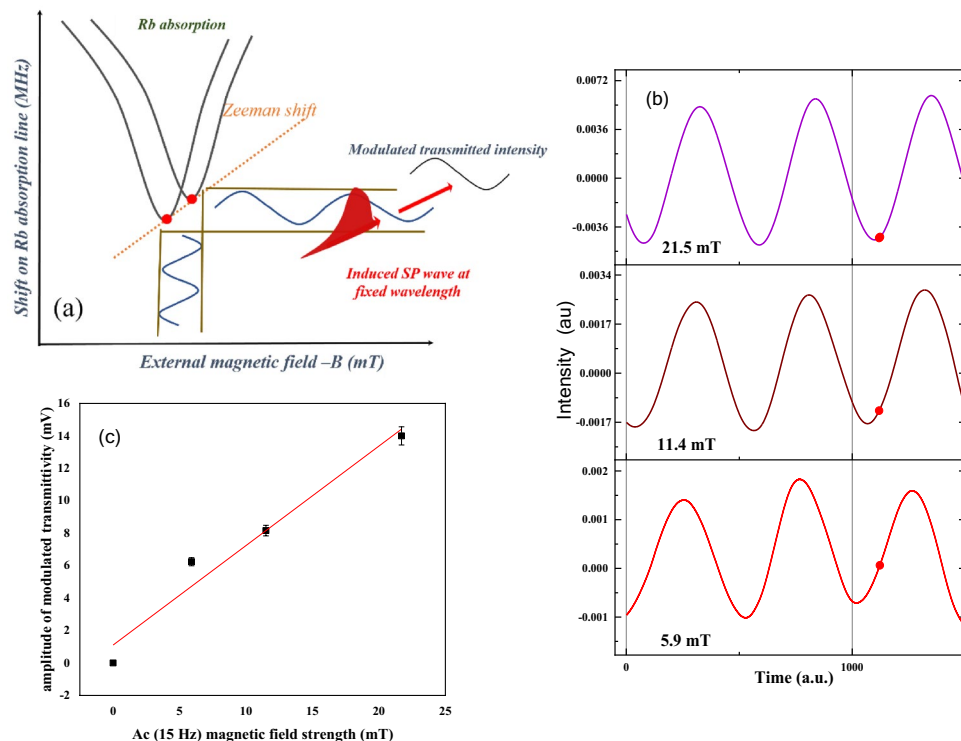 Rb absorption
Zeeman shift
Modulated transmitted intensity
Induced SP wave at
fixed wavelength
(a)
Shift on Rb absorption line (MHz)
External magnetic field –B (mT)
(b)
0.0072
0.0036
0.0000
-0.0036
21.5 mT
0.0034
0.0017
0.0000
-0.0017
11.4 mT
0.002
0.001
0.000
-0.001
5.9 mT
0
1000
Intensity (au)
Time (a.u.)
(c)
16
14
12
10
8
6
4
2
0
-2
0
5
10
15
20
25
amplitude of modulated transmittivity (mV)
Ac (15 Hz) magnetic field strength (mT)